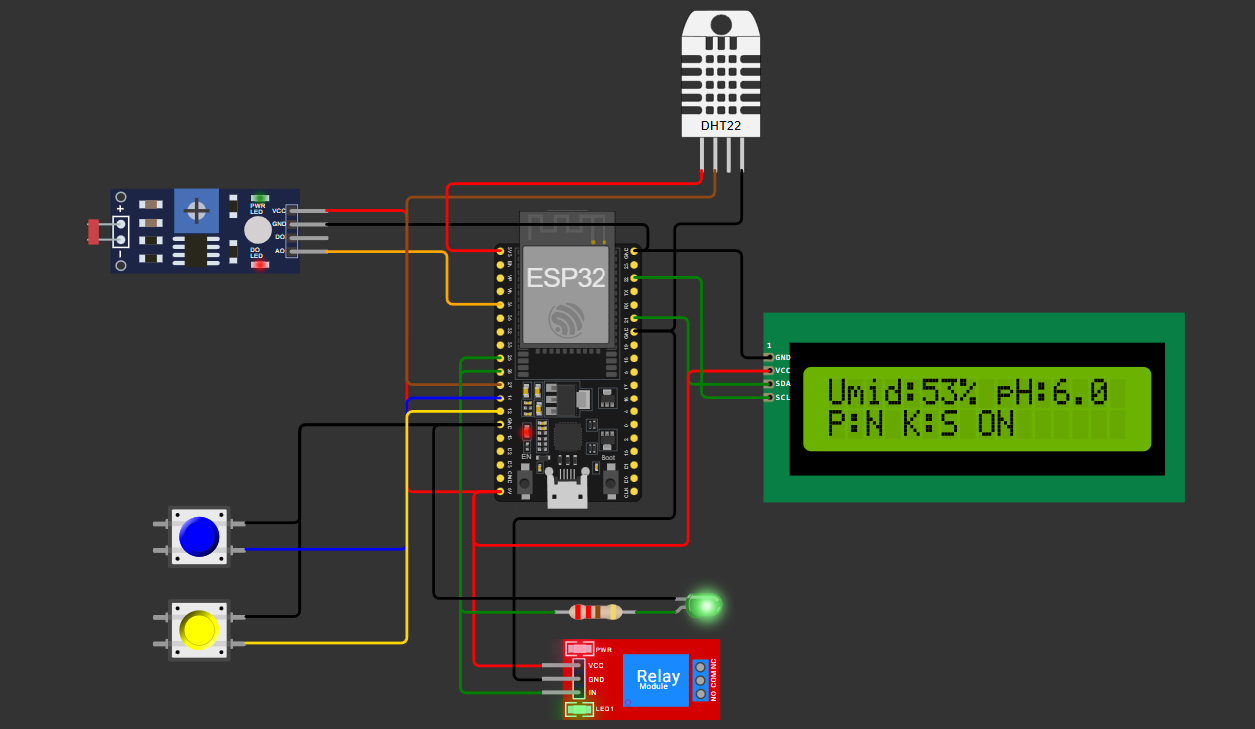 DHT22
PWR
LED
VCC
GND
DO
AO
DO
LED
+
ESP32
EN
Boot
1
GND
VCC
SDA
SCL
Umid:53% pH:6.0
P:N K:S ON
PWR
VCC
GND
IN
LED1
Relay
Module
NO COM NC